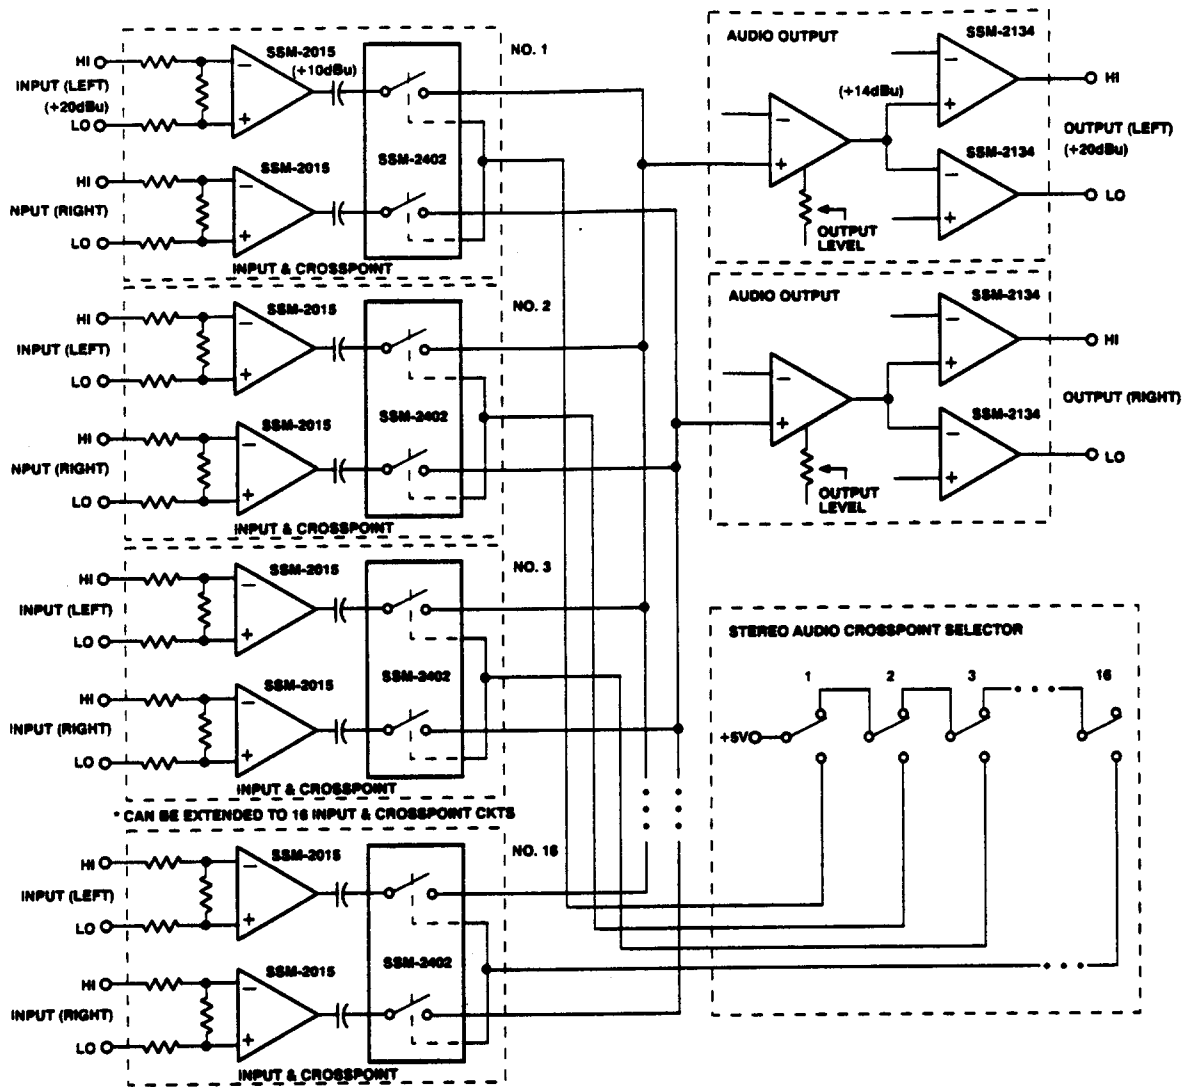 NO. 1
HI
INPUT (LEFT)
(+20dBu)
LO
SSM-2015
(+10dBu)
SSM-2402
SSM-2015
HI
NPUT (RIGHT)
LO
INPUT & CROSSPOINT
NO. 2
HI
INPUT (LEFT)
LO
SSM-2015
SSM-2402
SSM-2015
HI
NPUT (RIGHT)
LO
INPUT & CROSSPOINT
NO. 3
HI
INPUT (LEFT)
LO
SSM-2015
SSM-2402
SSM-2015
HI
INPUT (RIGHT)
LO
INPUT & CROSSPOINT
* CAN BE EXTENDED TO 16 INPUT & CROSSPOINT CKTS
NO. 16
HI
INPUT (LEFT)
LO
SSM-2015
SSM-2402
SSM-2015
HI
INPUT (RIGHT)
LO
INPUT & CROSSPOINT
AUDIO OUTPUT
SSM-2134
(+14dBu)
HI
OUTPUT (LEFT)
(+20dBu)
SSM-2134
LO
OUTPUT
LEVEL
AUDIO OUTPUT
SSM-2134
HI
OUTPUT (RIGHT)
SSM-2134
LO
OUTPUT
LEVEL
STEREO AUDIO CROSSPOINT SELECTOR
1 2 3 16
+5V